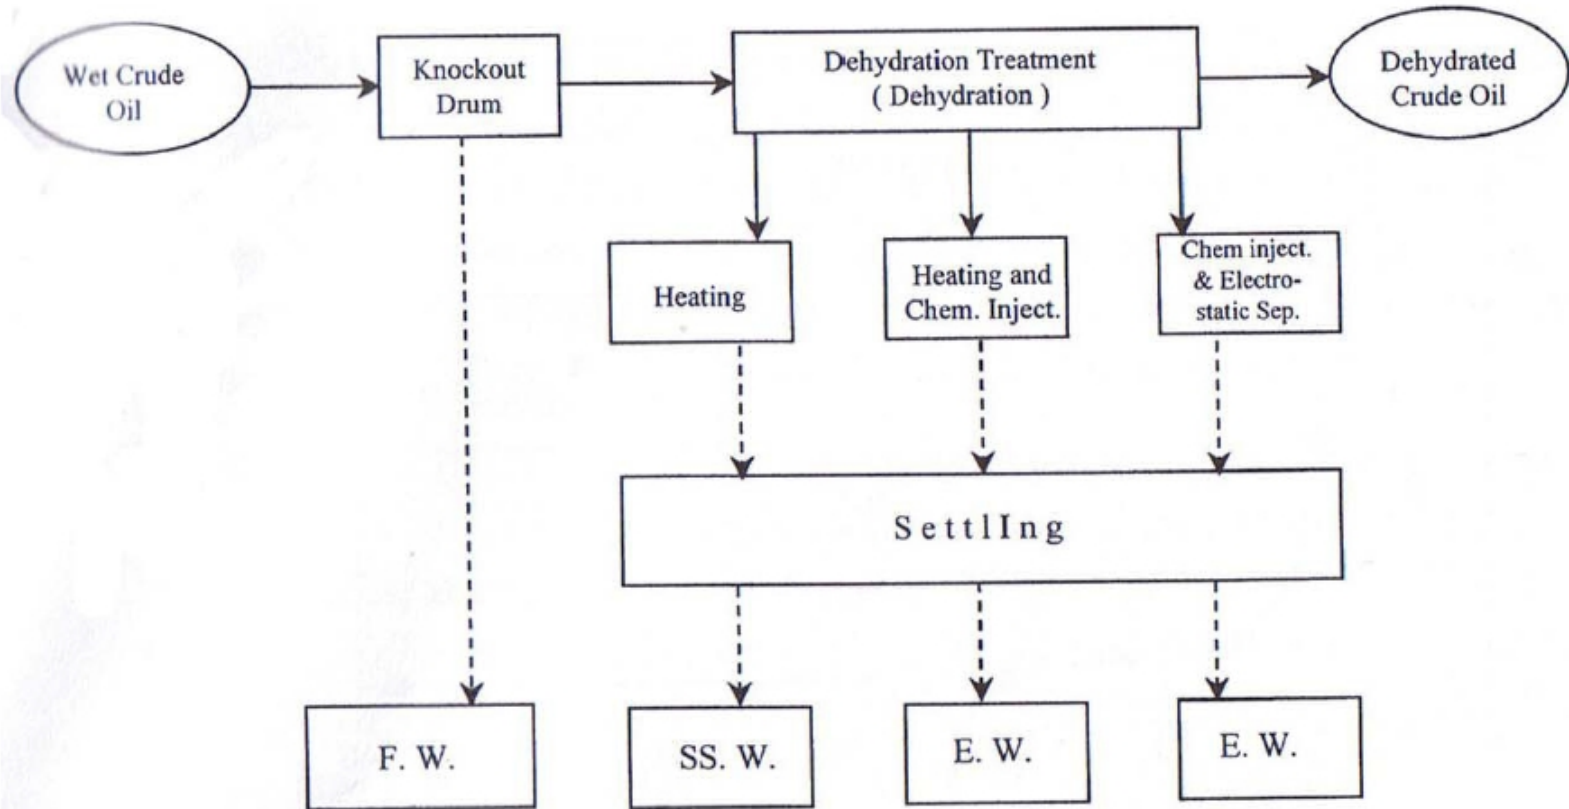 Wet Crude
Oil
Knockout
Drum
Dehydration Treatment
( Dehydration )
Dehydrated
Crude Oil
Heating
Heating and
Chem. Inject.
Chem inject.
& Electro-
static Sep.
SettlIng
F. W.
SS. W.
E. W.
E. W.